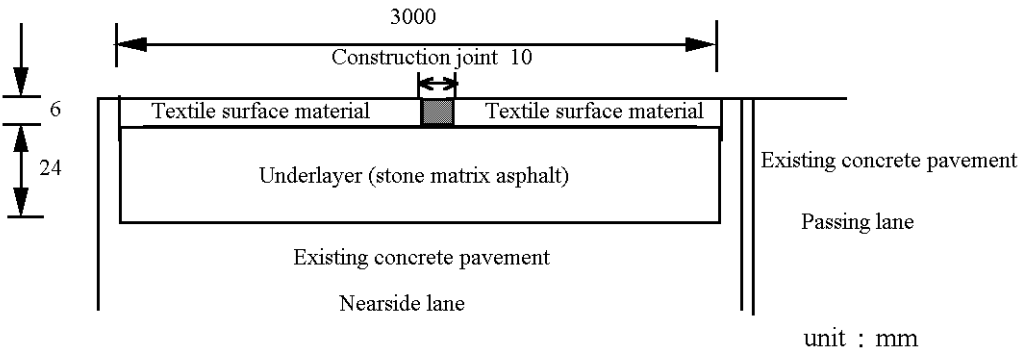 3000
Construction joint 10
6
Textile surface material
Textile surface material
24
Underlayer (stone matrix asphalt)
Existing concrete pavement
Passing lane
Existing concrete pavement
Nearside lane
unit : mm